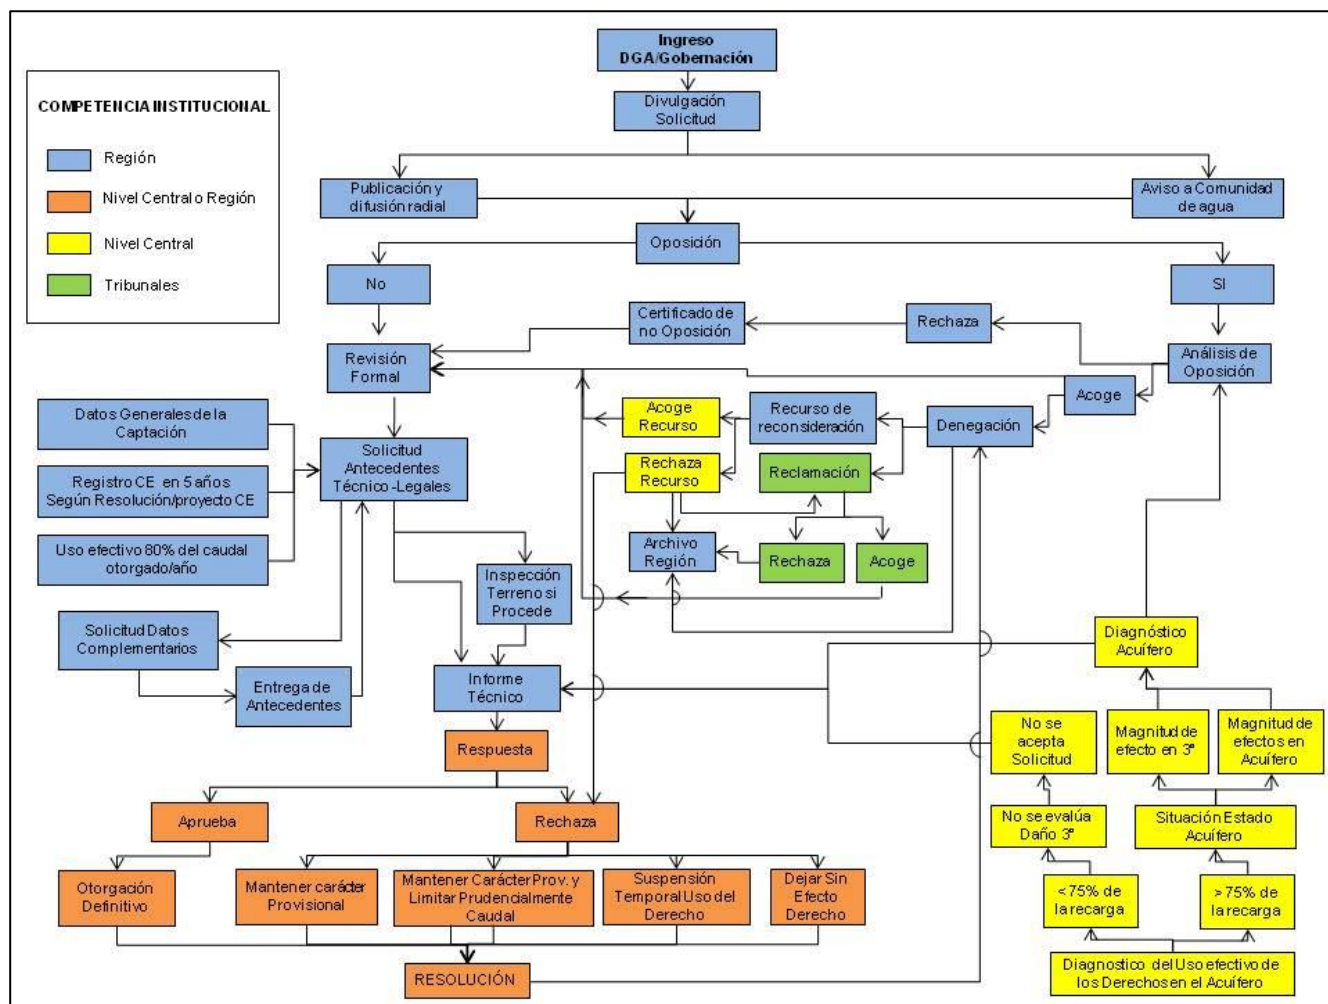 Ingreso
DGA/Gobernación
COMPETENCIA INSTITUCIONAL
Región
Nivel Central o Región
Nivel Central
Tribunales
Divulgación
Solicitud
Publicación y
difusión radial
Aviso a Comunidad
de agua
Oposición
No
SI
Certificado de
no Oposición
Rechaza
Revisión
Formal
Análisis de
Oposición
Acoge
Datos Generales de la
Captación
Acoge
Recurso
Recurso de
reconsideración
Denegación
Solicitud
Antecedentes
Técnico -Legales
Rechaza
Recurso
Reclamación
Registro CE en 5 años
Según Resolución/proyecto CE
Uso efectivo 80% del caudal
otorgado/año
Archivo
Región
Rechaza
Acoge
Inspección
Terreno si
Procede
Solicitud Datos
Complementarios
Diagnóstico
Acuífero
Entrega de
Antecedentes
Informe
Técnico
No se
acepta
Solicitud
Magnitud de
efecto en 3º
Magnitud de
efectos en
Acuífero
Respuesta
Aprueba
Rechaza
No se evalúa
Daño 3º
Situación Estado
Acuífero
Otorgación
Definitivo
Mantener carácter
Provisional
Mantener Carácter Prov. y
Limitar Prudencialmente
Caudal
Suspensión
Temporal Uso del
Derecho
Dejar Sin
Efecto
Derecho
<75% de
la recarga
>75% de
la recarga
RESOLUCIÓN
Diagnostico del Uso efectivo de
los Derechos en el Acuífero